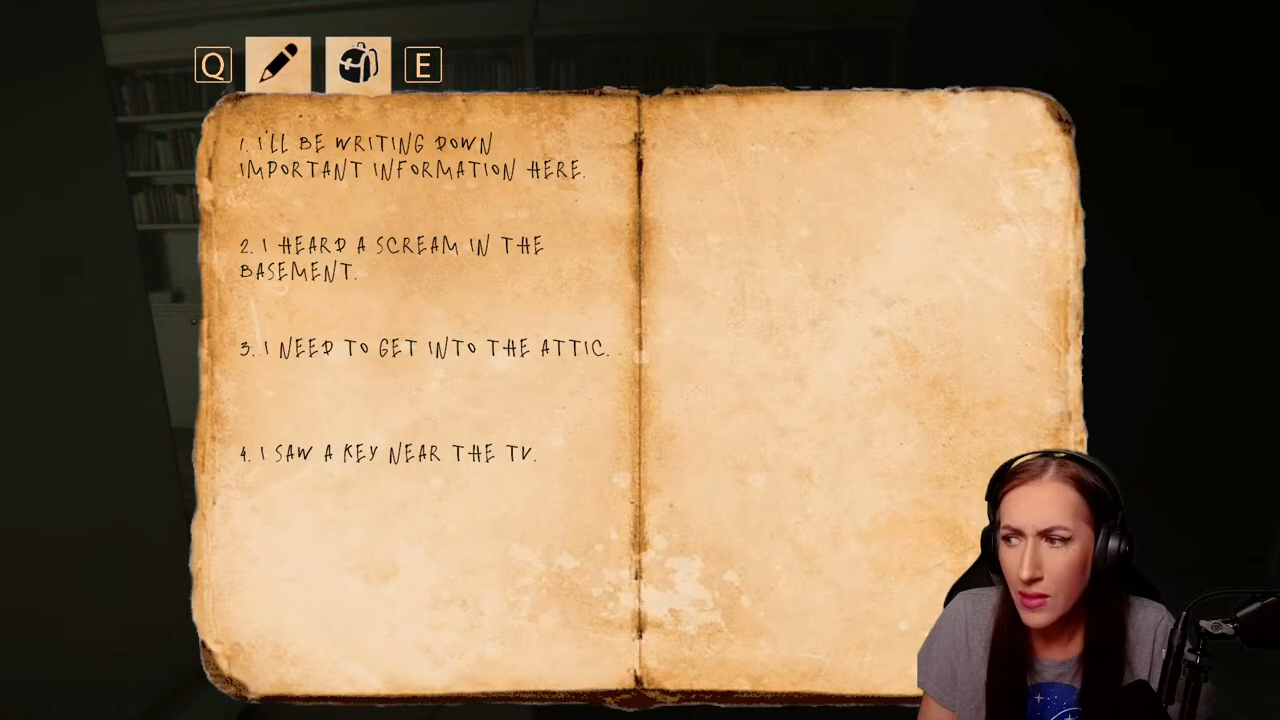 Q E
1. I'LL BE WRITING DOWN
IMPORTANT INFORMATION HERE.
2. I HEARD A SCREAM IN THE
BASEMENT.
3. I NEED TO GET INTO THE ATTIC.
4. I SAW A KEY NEAR THE TV.